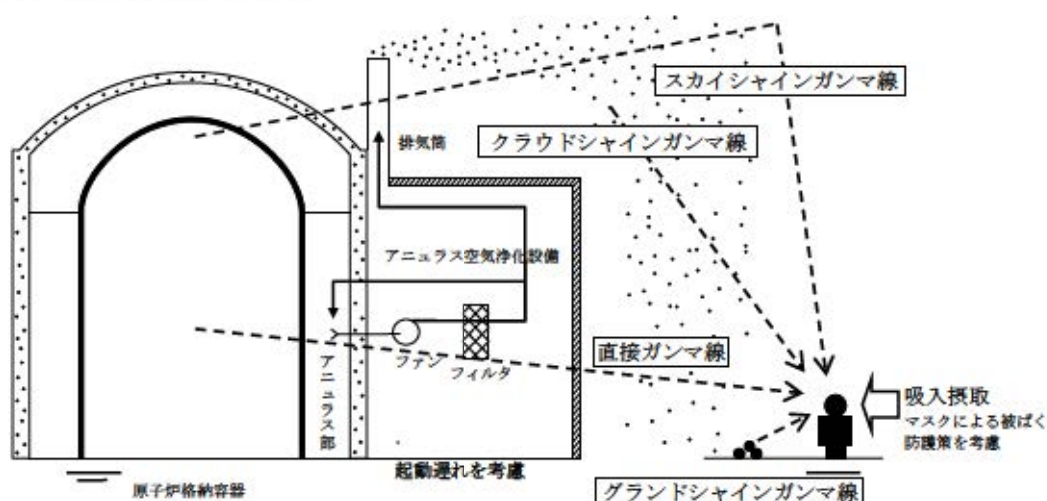 スカイシャインガンマ線
クラウドシャインガンマ線
排気筒
アニュラス空気浄化設備
ファン
フィルタ
アニュラス部
直接ガンマ線
吸入摂取
マスクによる被ばく
防護策を考慮
起動遅れを考慮
原子炉格納容器
グランドシャインガンマ線